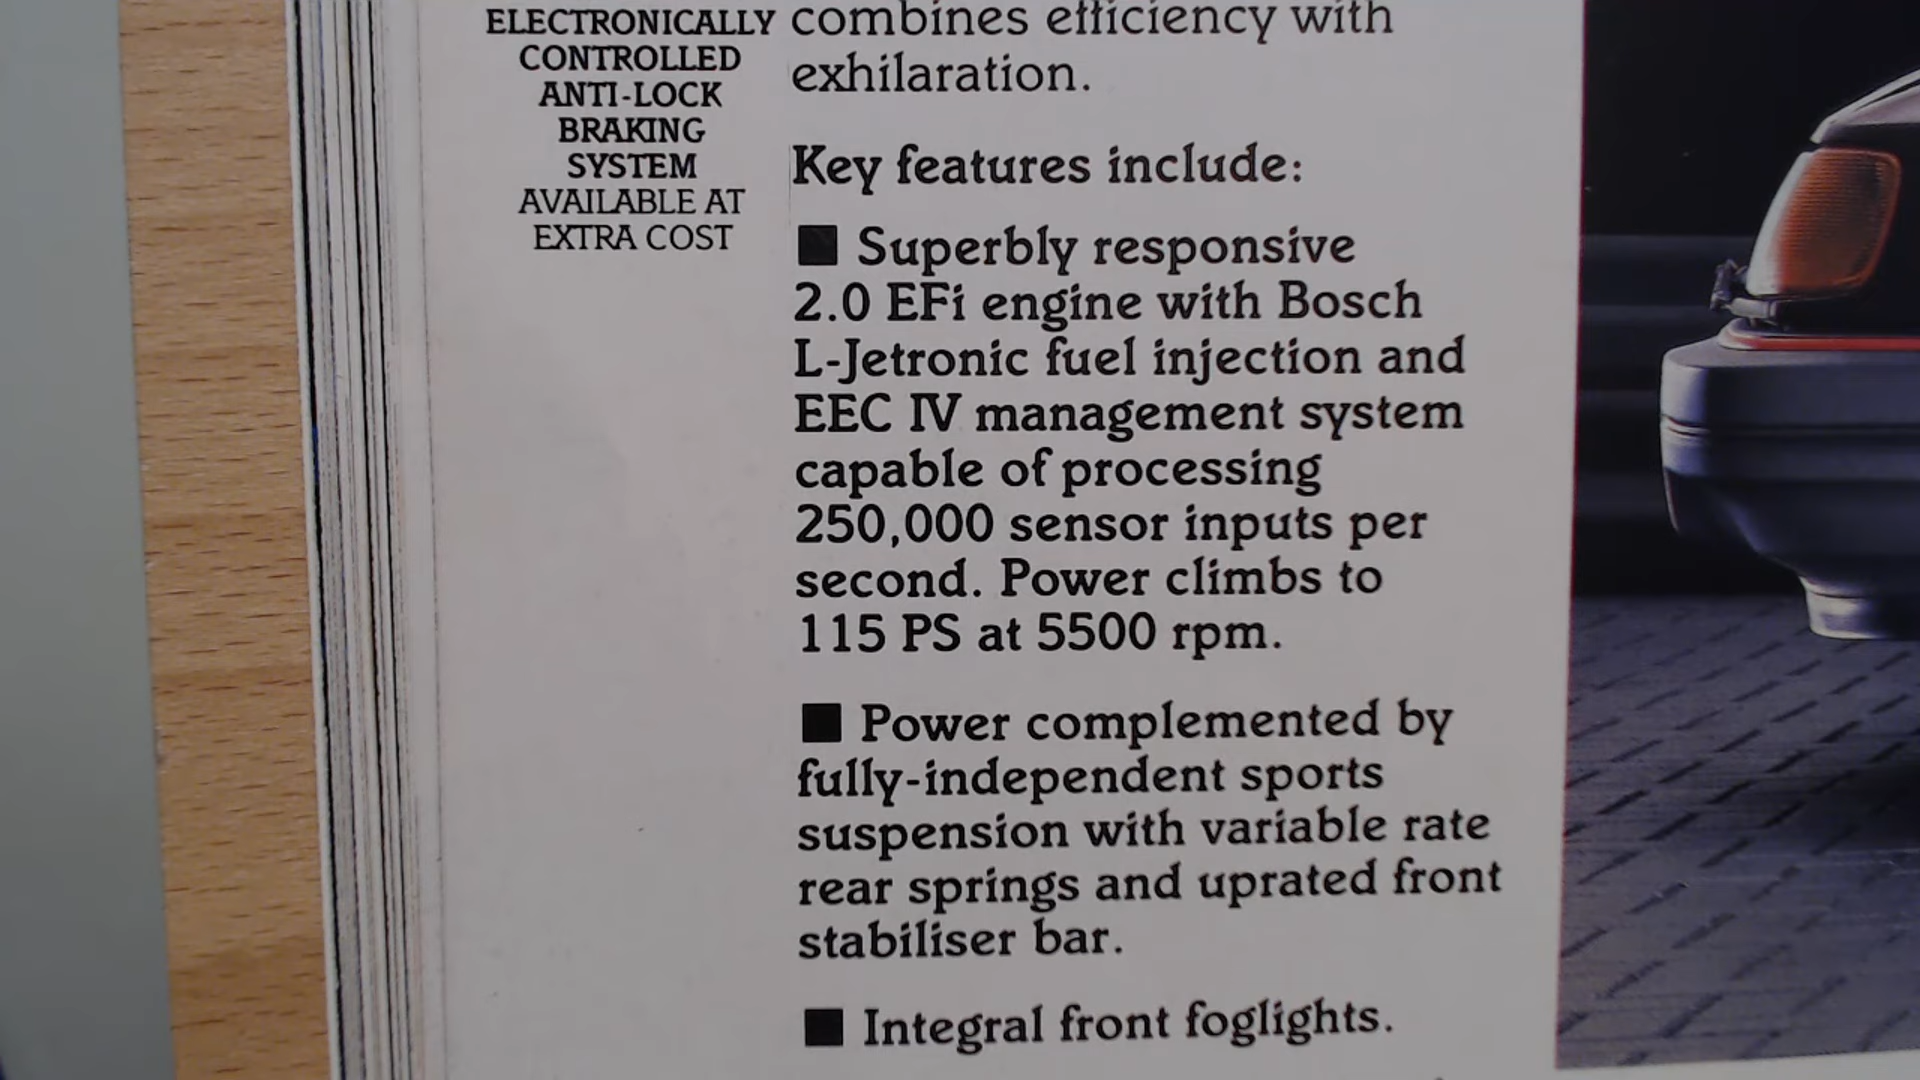 ELECTRONICALLY
CONTROLLED
ANTI-LOCK
BRAKING
SYSTEM
AVAILABLE AT
EXTRA COST
combines efficiency with
exhilaration.
Key features include:
■ Superbly responsive
2.0 EFi engine with Bosch
L-Jetronic fuel injection and
EEC IV management system
capable of processing
250,000 sensor inputs per
second. Power climbs to
115 PS at 5500 rpm.
■ Power complemented by
fully-independent sports
suspension with variable rate
rear springs and uprated front
stabiliser bar.
■ Integral front foglights.